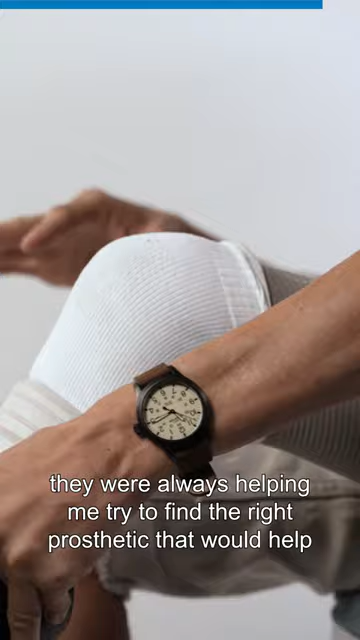 they were always helping
me try to find the right
prosthetic that would help